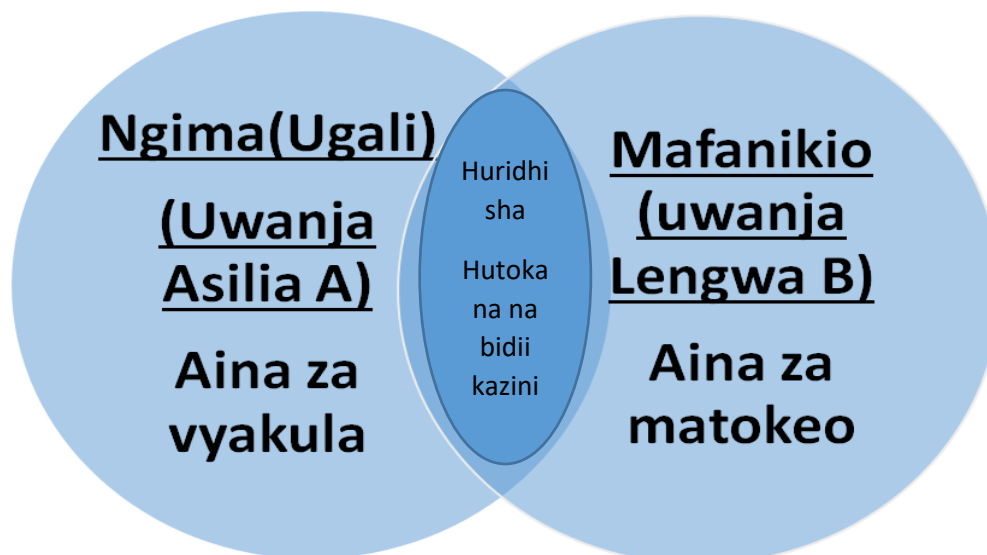 Ngima(Ugali)
(Uwanja
Asilia A)
Aina za
vyakula
Huridhi
sha
Hutoka
na na
bidii
kazini
Mafanikio
(uwanja
Lengwa B)
Aina za
matokeo